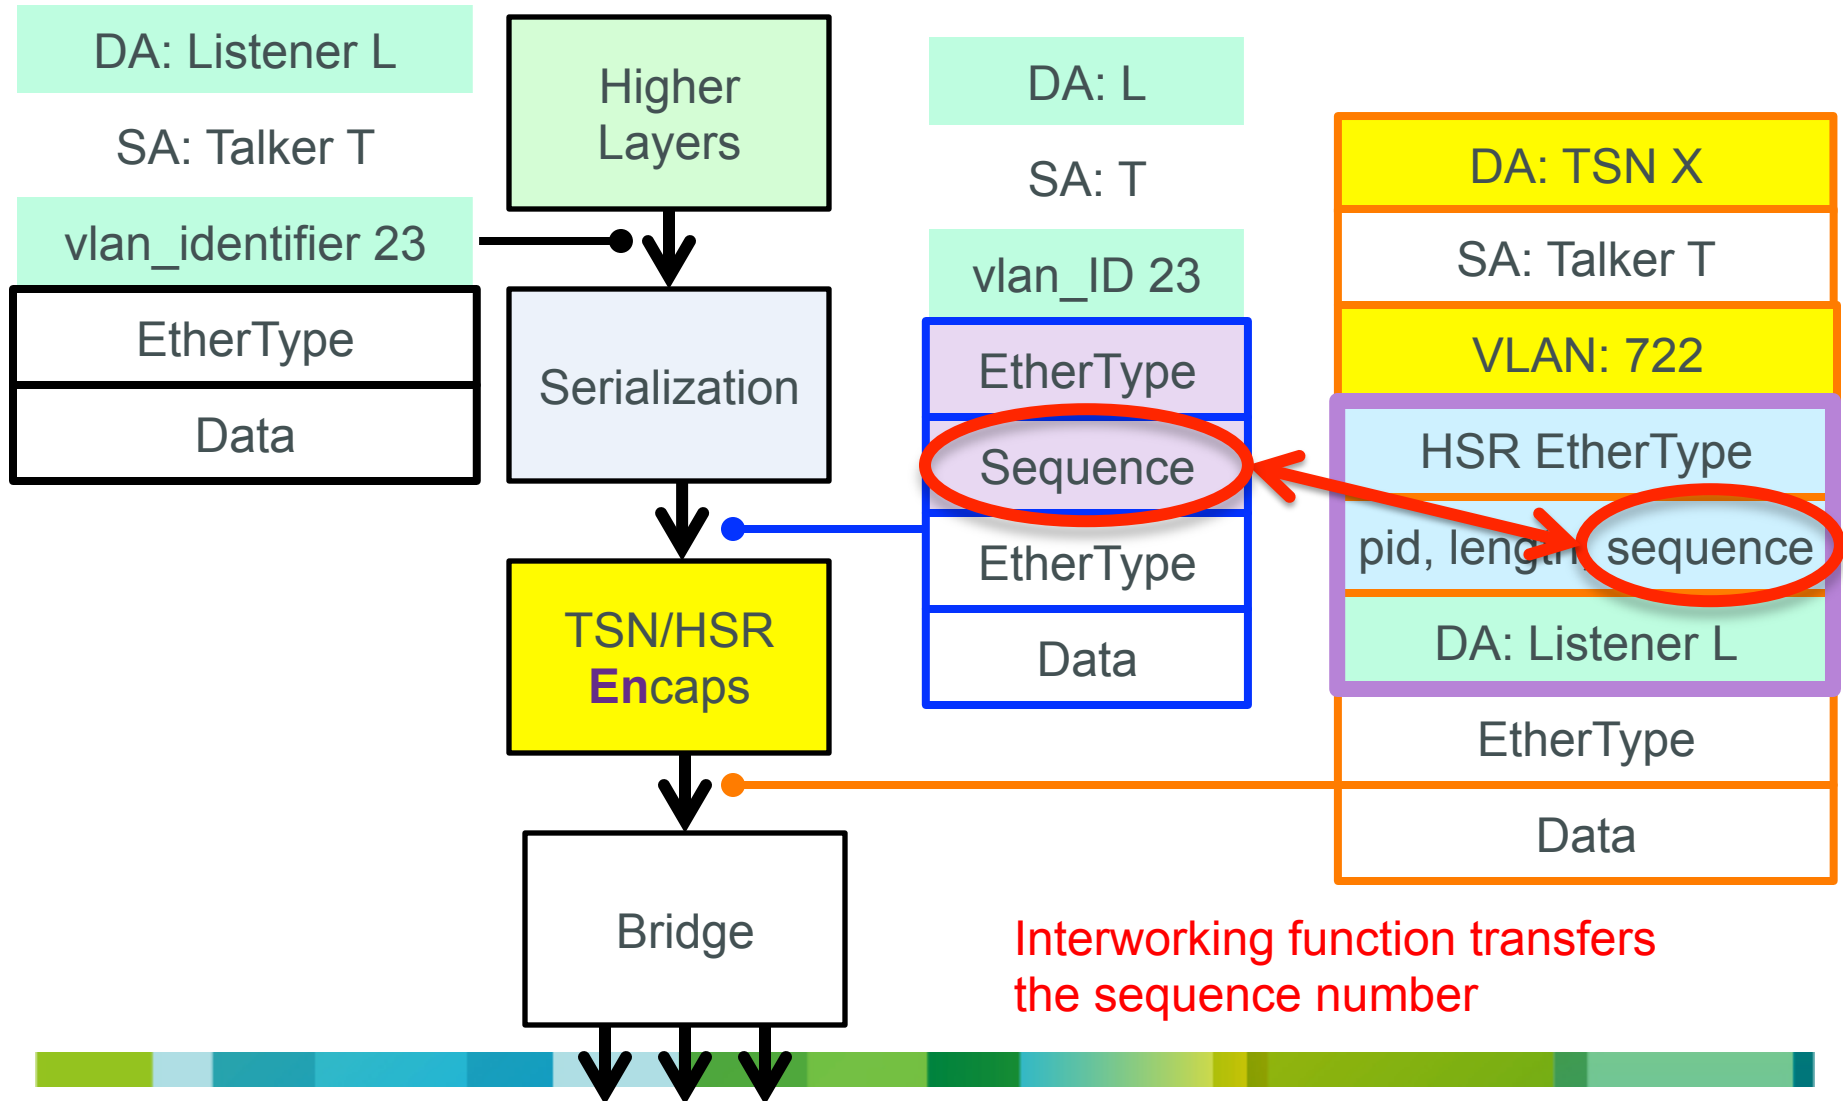 DA: Listener L
SA: Talker T
vlan_identifier 23
EtherType
Data
Higher
Layers
Serialization
TSN/HSR
Encaps
Bridge
DA: L
SA: T
vlan_ID 23
EtherType
Sequence
EtherType
Data
DA: TSN X
SA: Talker T
VLAN: 722
HSR EtherType
pid, length, sequence
DA: Listener L
EtherType
Data
Interworking function transfers
the sequence number